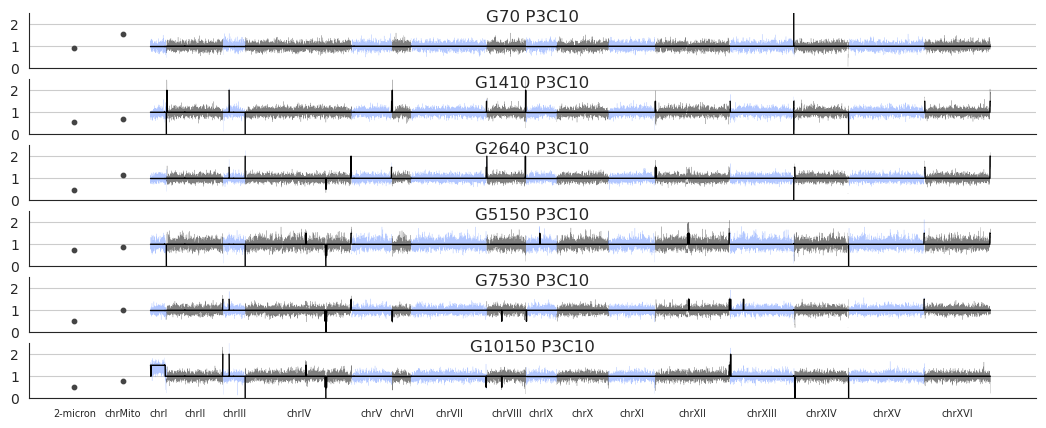 G70 P3C10
2
1
0
G1410 P3C10
2
1
0
G2640 P3C10
2
1
0
G5150 P3C10
2
1
0
G7530 P3C10
2
1
0
G10150 P3C10
2
1
0
2-micron chrMito chrI chrII chrIII chrIV chrV chrVI chrVII chrVIII chrIX chrX chrXI chrXII chrXIII chrXIV chrXV chrXVI